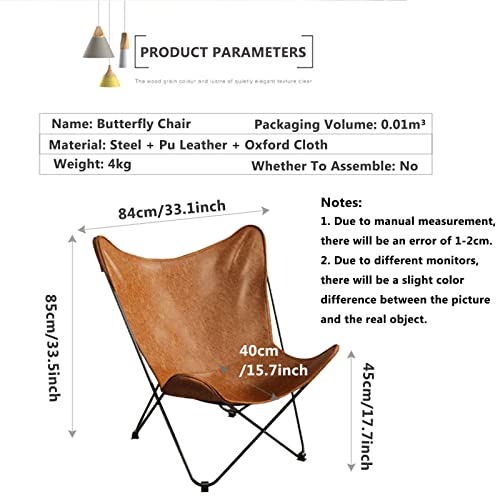 PRODUCT PARAMETERS
The wood grain colour and lustre of quietly elegant texture clear
Name: Butterfly Chair
Packaging Volume: 0.01m³
Material: Steel + Pu Leather + Oxford Cloth
Weight: 4kg
Whether To Assemble: No
84cm/33.1inch
85cm/33.5inch
40cm
/15.7inch
45cm/17.7inch
Notes:
1. Due to manual measurement,
there will be an error of 1-2cm.
2. Due to different monitors,
there will be a slight color
difference between the picture
and the real object.